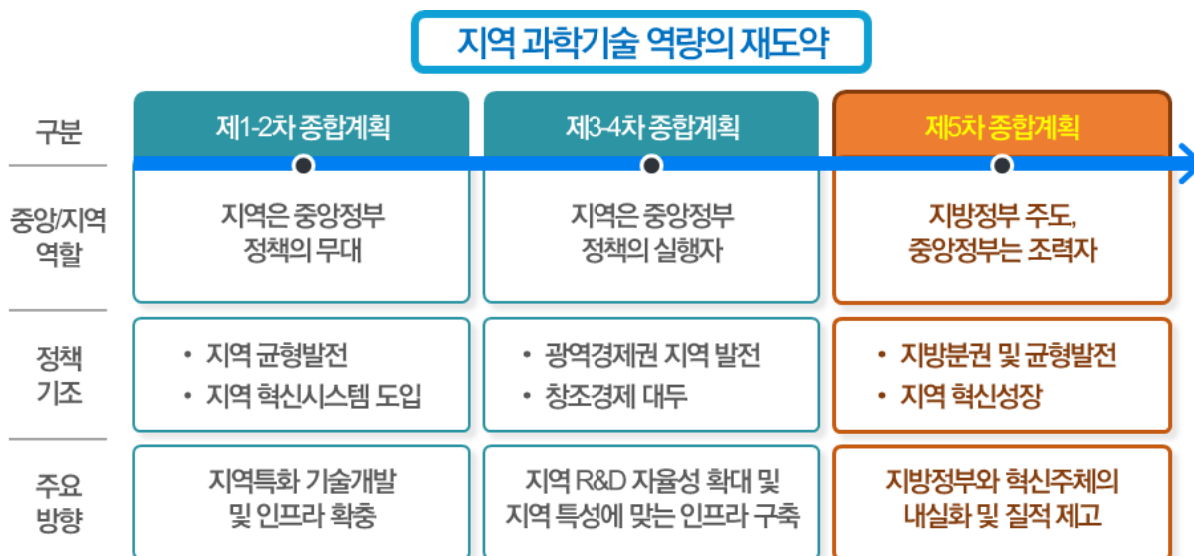 지역 과학기술 역량의 재도약
구분
제1-2차 종합계획
제3-4차 종합계획
제5차 종합계획
중앙/지역
역할
지역은 중앙정부
정책의 무대
지역은 중앙정부
정책의 실행자
지방정부 주도,
중앙정부는 조력자
정책
기조
• 지역 균형발전
• 지역 혁신시스템 도입
• 광역경제권 지역 발전
• 창조경제 대두
• 지방분권 및 균형발전
• 지역 혁신성장
주요
방향
지역특화 기술개발
및 인프라 확충
지역 R&D 자율성 확대 및
지역 특성에 맞는 인프라 구축
지방정부와 혁신주체의
내실화 및 질적 제고